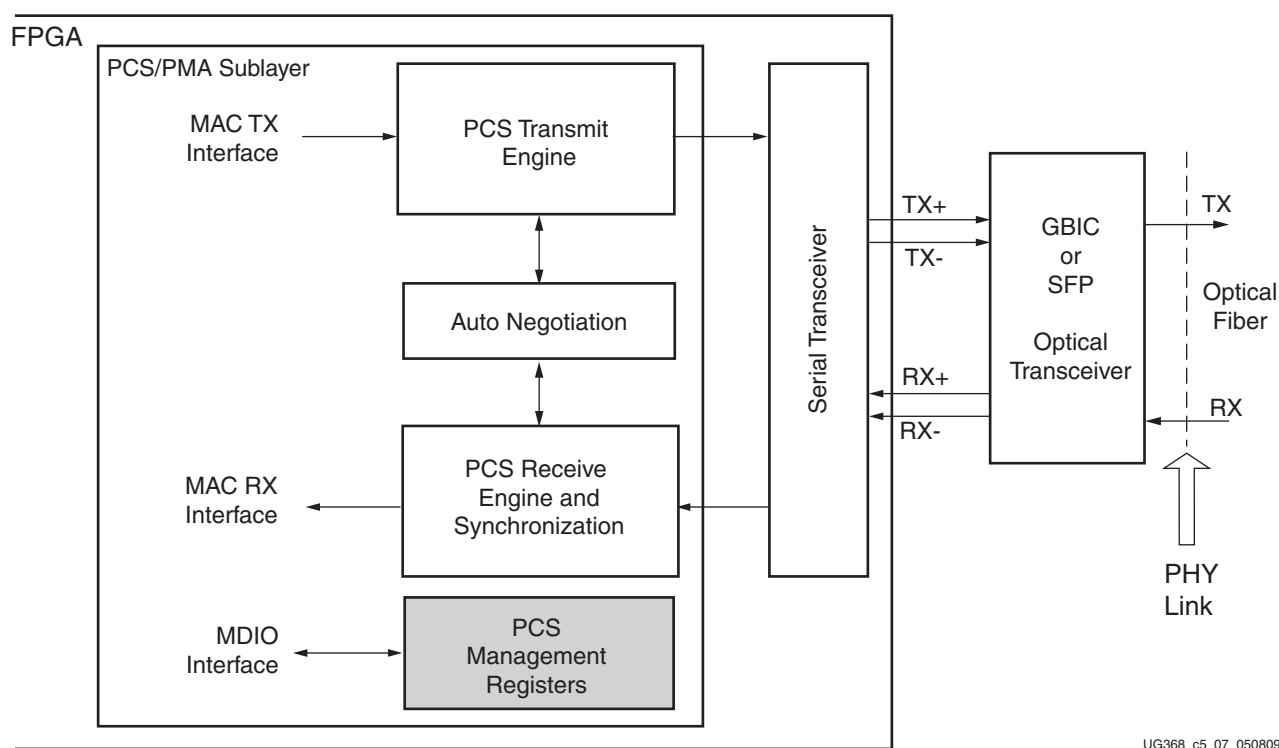 FPGA
PCS/PMA Sublayer
MAC TX
Interface
PCS Transmit
Engine
Auto Negotiation
MAC RX
Interface
PCS Receive
Engine and
Synchronization
MDIO
Interface
PCS
Management
Registers
Serial Transceiver
TX+
TX-
RX+
RX-
GBIC
or
SFP
Optical
Transceiver
TX
Optical
Fiber
RX
PHY
Link
UG368_c5_07_050809